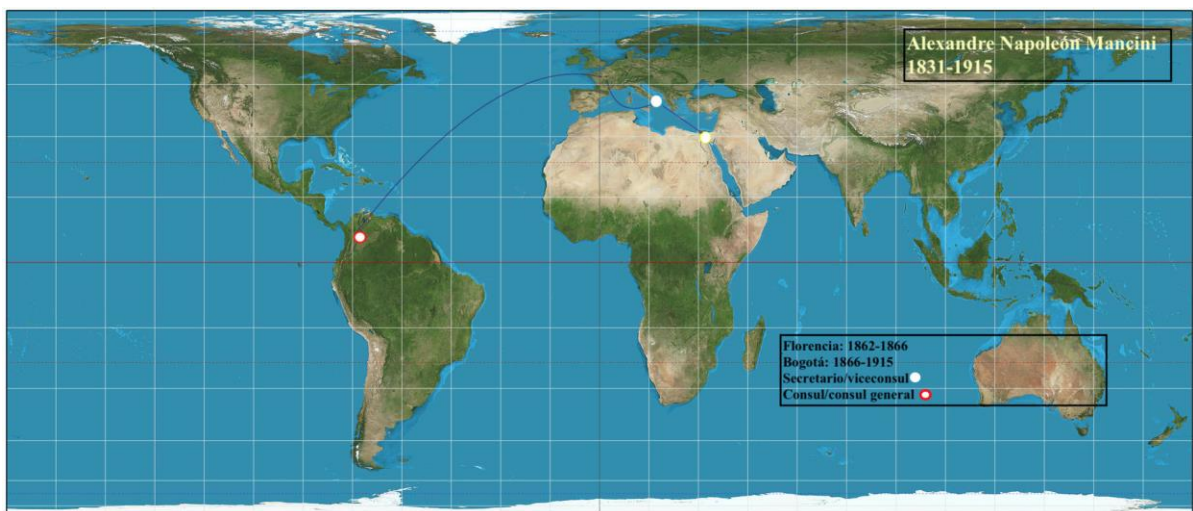 Alexandre Napoleón Mancini
1831-1915
Florencia: 1862-1866
Bogotá: 1866-1915
Secretario/viceconsul
Consul/consul general